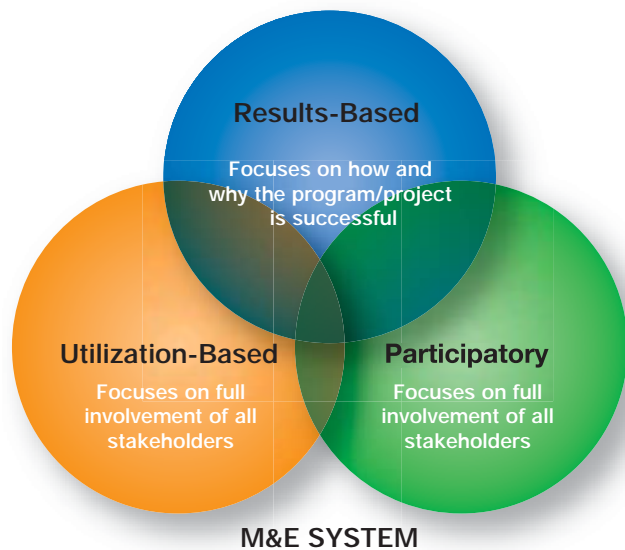 Results-Based
Focuses on how and
why the program/project
is successful
Utilization-Based
Focuses on full
involvement of all
stakeholders
Participatory
Focuses on full
involvement of all
stakeholders
M&E SYSTEM